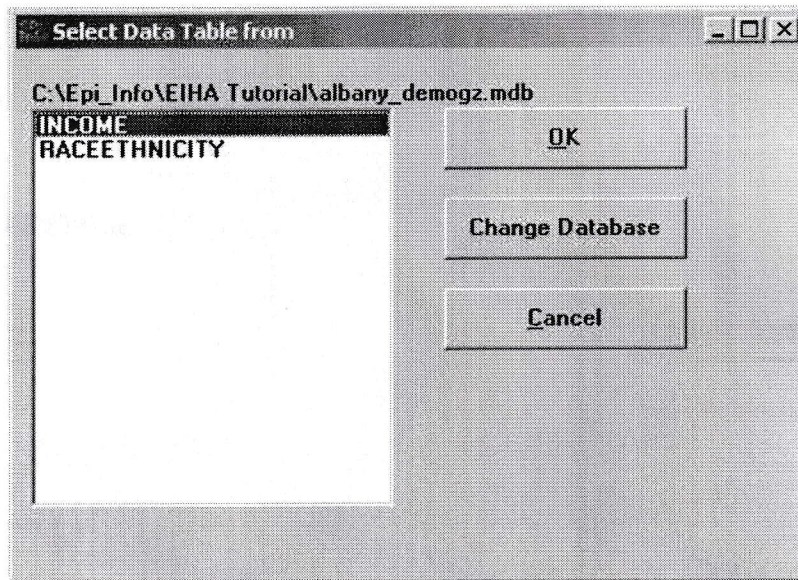 Select Data Table from
C:\Epi_Info\EIHA Tutorial\albany_demogz.mdb
INCOME
RACEETHNICITY
OK
Change Database
Cancel